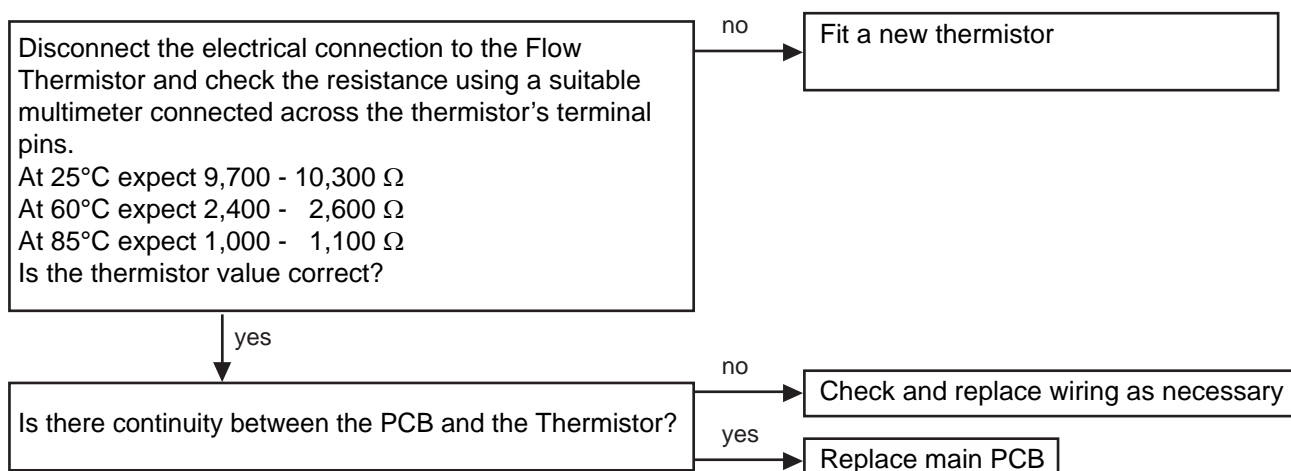 Disconnect the electrical connection to the Flow
Thermistor and check the resistance using a suitable
multimeter connected across the thermistor’s terminal
pins.
At 25°C expect 9,700 - 10,300 Ω
At 60°C expect 2,400 -   2,600 Ω
At 85°C expect 1,000 -   1,100 Ω
Is the thermistor value correct?
no
Fit a new thermistor
yes
Is there continuity between the PCB and the Thermistor?
no
Check and replace wiring as necessary
yes
Replace main PCB